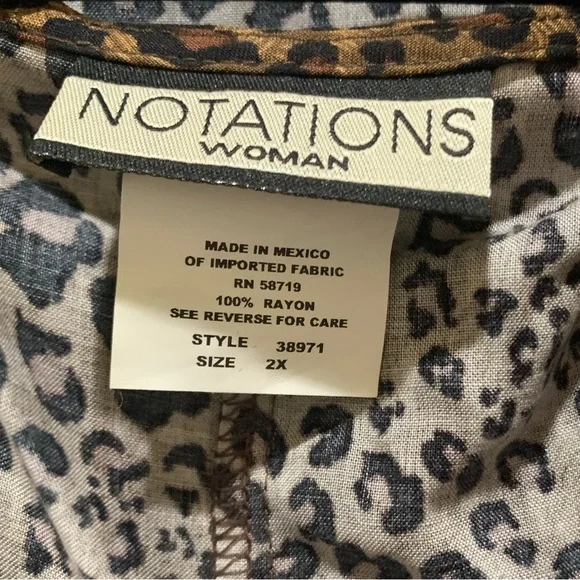 NOTATIONS
WOMAN
MADE IN MEXICO
OF IMPORTED FABRIC
RN 58719
100% RAYON
SEE REVERSE FOR CARE
STYLE 38971
SIZE 2X